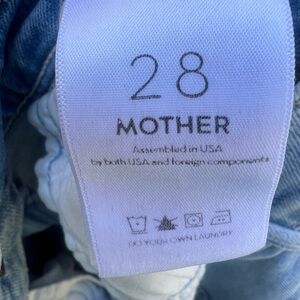 28
MOTHER
Assembled in USA
by both USA and foreign components
DO YOUR OWN LAUNDRY